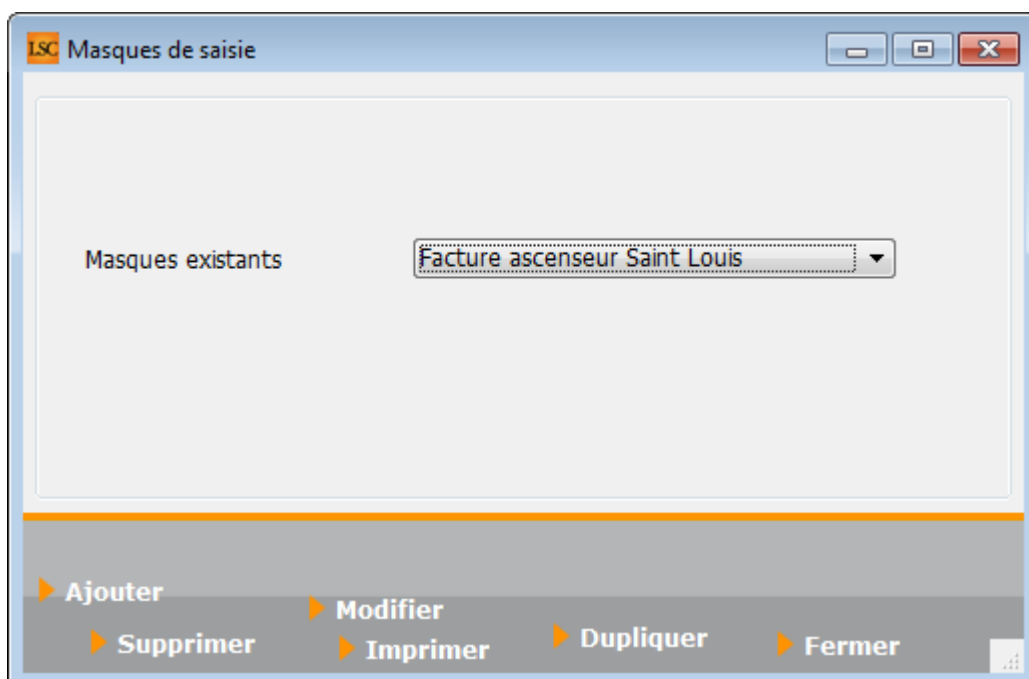 LSC Masques de saisie
Masques existants Facture ascenseur Saint Louis
Ajouter
Modifier
Supprimer
Imprimer
Dupliquer
Fermer